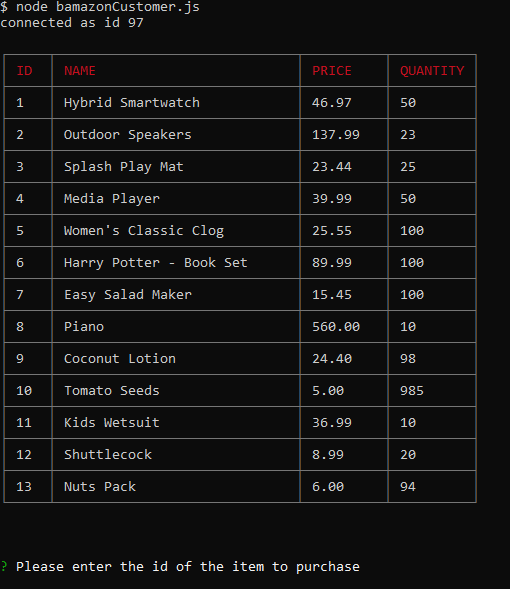 $ node bamazonCustomer.js
connected as id 97
ID NAME PRICE QUANTITY
1 Hybrid Smartwatch 46.97 50
2 Outdoor Speakers 137.99 23
3 Splash Play Mat 23.44 25
4 Media Player 39.99 50
5 Women's Classic Clog 25.55 100
6 Harry Potter - Book Set 89.99 100
7 Easy Salad Maker 15.45 100
8 Piano 560.00 10
9 Coconut Lotion 24.40 98
10 Tomato Seeds 5.00 985
11 Kids Wetsuit 36.99 10
12 Shuttlecock 8.99 20
13 Nuts Pack 6.00 94
? Please enter the id of the item to purchase